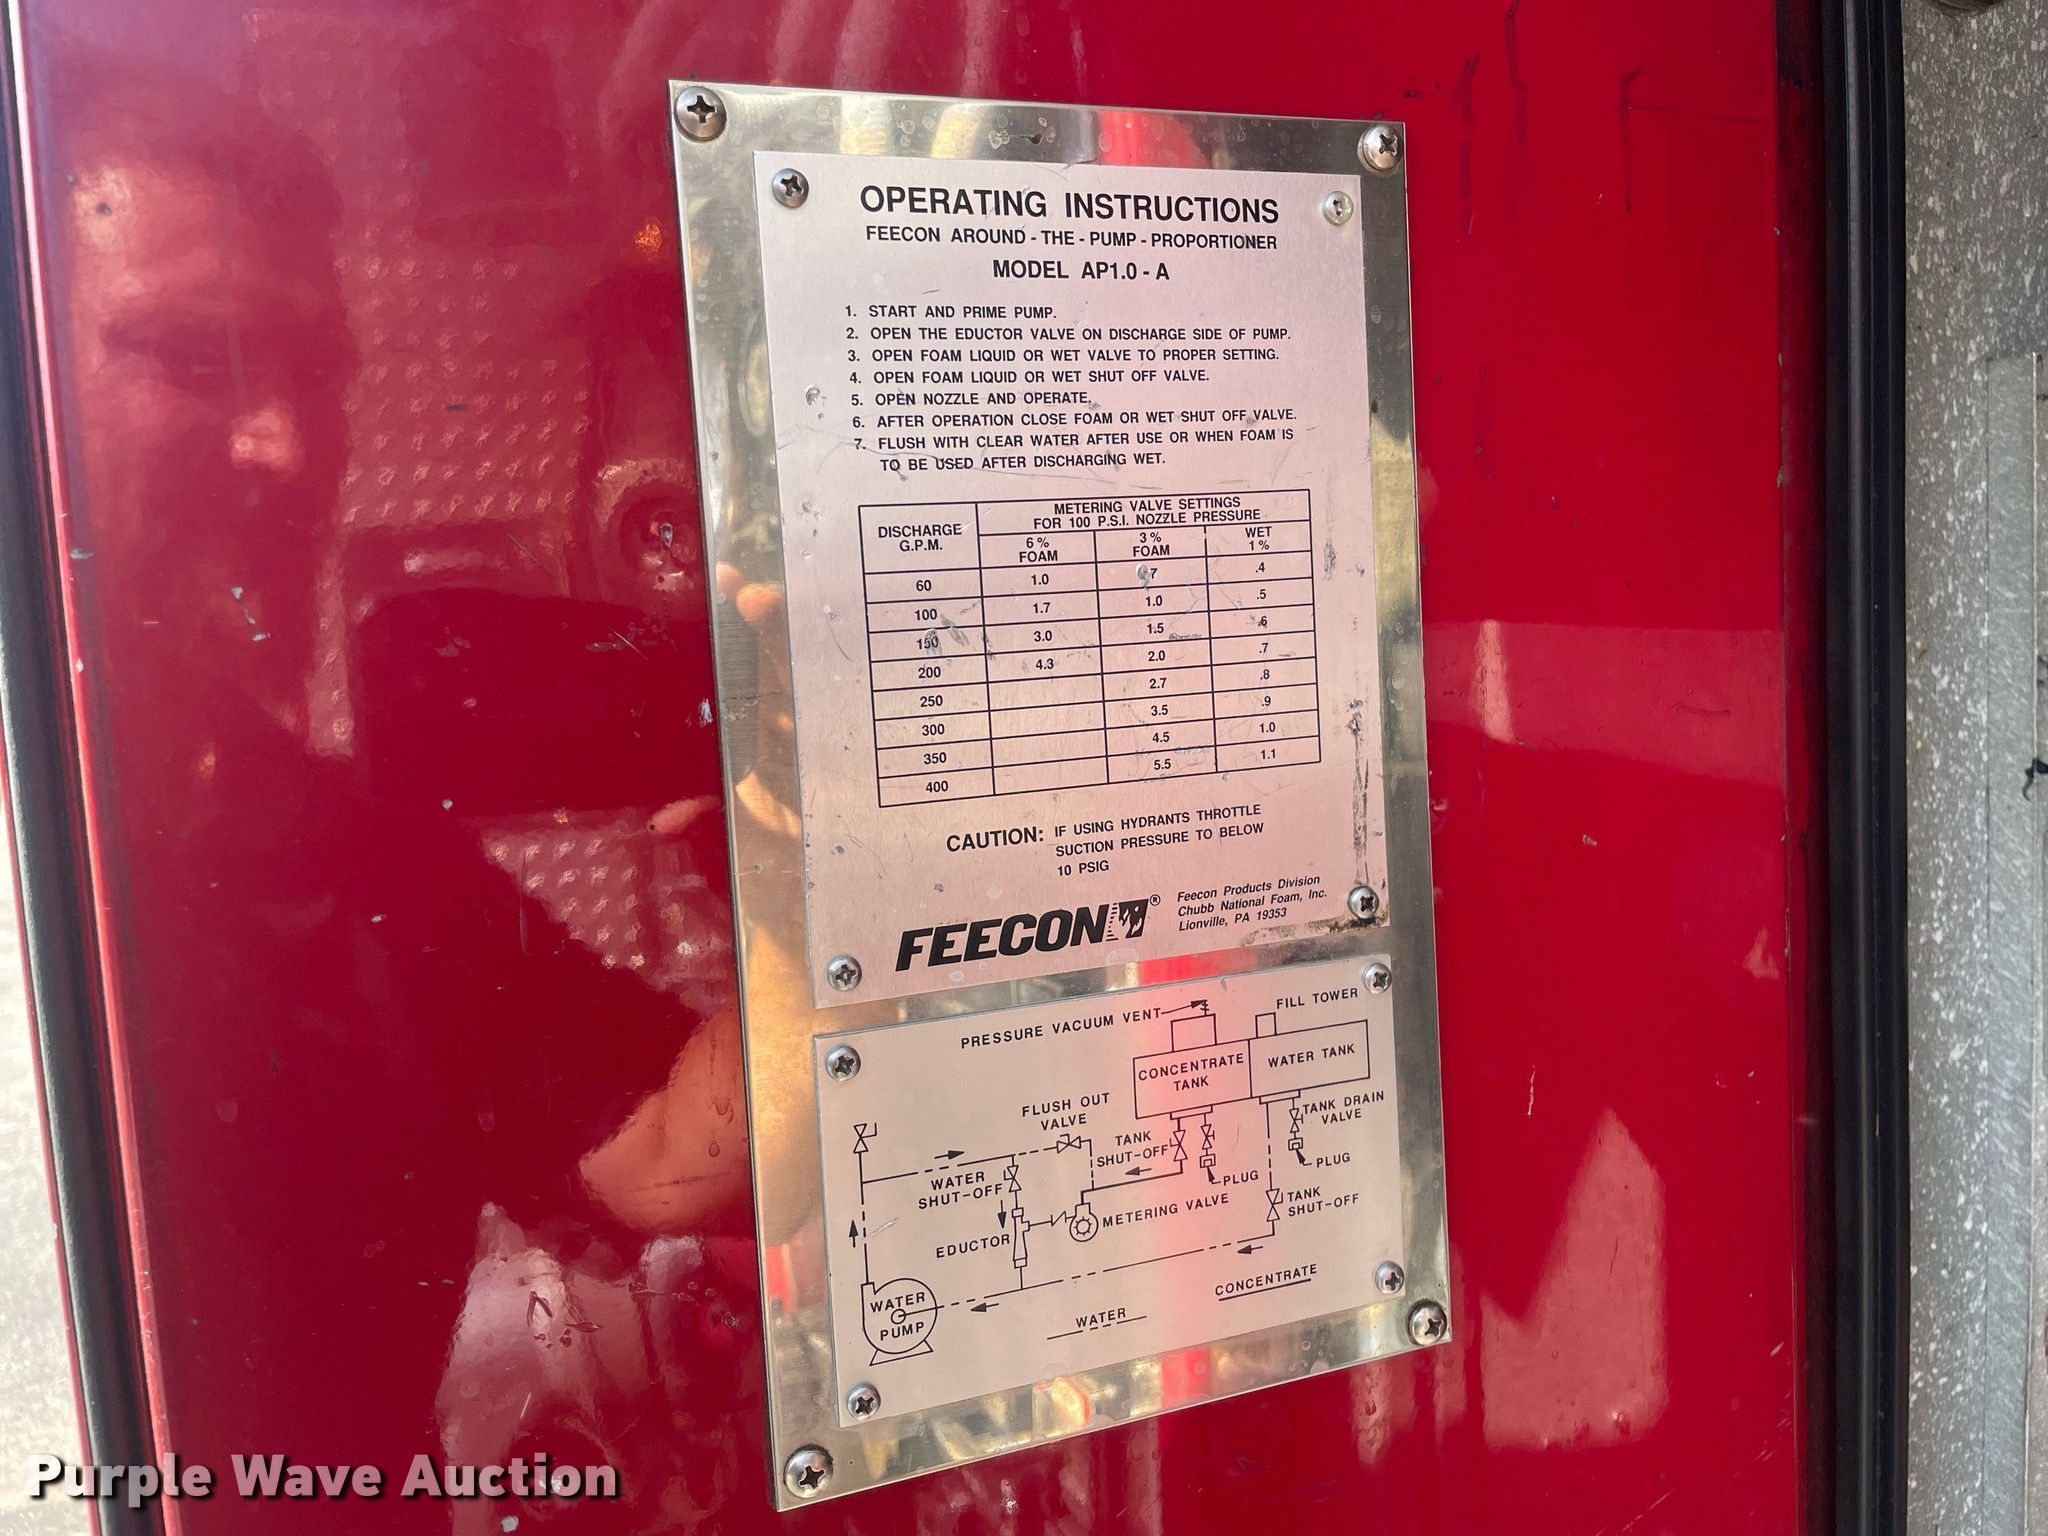 OPERATING INSTRUCTIONS
FEECON AROUND - THE - PUMP - PROPORTIONER
MODEL AP1.0 - A
1. START AND PRIME PUMP.
2. OPEN THE EDUCTOR VALVE ON DISCHARGE SIDE OF PUMP.
3. OPEN FOAM LIQUID OR WET VALVE TO PROPER SETTING.
4. OPEN FOAM LIQUID OR WET SHUT OFF VALVE.
5. OPEN NOZZLE AND OPERATE.
6. AFTER OPERATION CLOSE FOAM OR WET SHUT OFF VALVE.
7. FLUSH WITH CLEAR WATER AFTER USE OR WHEN FOAM IS
TO BE USED AFTER DISCHARGING WET.
DISCHARGE
G.P.M.
METERING VALVE SETTINGS
FOR 100 P.S.I. NOZZLE PRESSURE
6%
FOAM
3%
FOAM
WET
1%
60 1.0 .7 .4
100 1.7 1.0 .5
150 3.0 1.5 .6
200 4.3 2.0 .7
250 2.7 .8
300 3.5 .9
350 4.5 1.0
400 5.5 1.1
CAUTION: IF USING HYDRANTS THROTTLE
SUCTION PRESSURE TO BELOW
10 PSIG
FEECON®
Feecon Products Division
Chubb National Foam, Inc.
Lionville, PA 19353
PRESSURE VACUUM VENT
FILL TOWER
CONCENTRATE
TANK
WATER TANK
FLUSH OUT
VALVE
TANK
SHUT-OFF
TANK DRAIN
VALVE
PLUG
PLUG
WATER
SHUT-OFF
METERING VALVE
TANK
SHUT-OFF
EDUCTOR
WATER
PUMP
WATER
CONCENTRATE
Purple Wave Auction